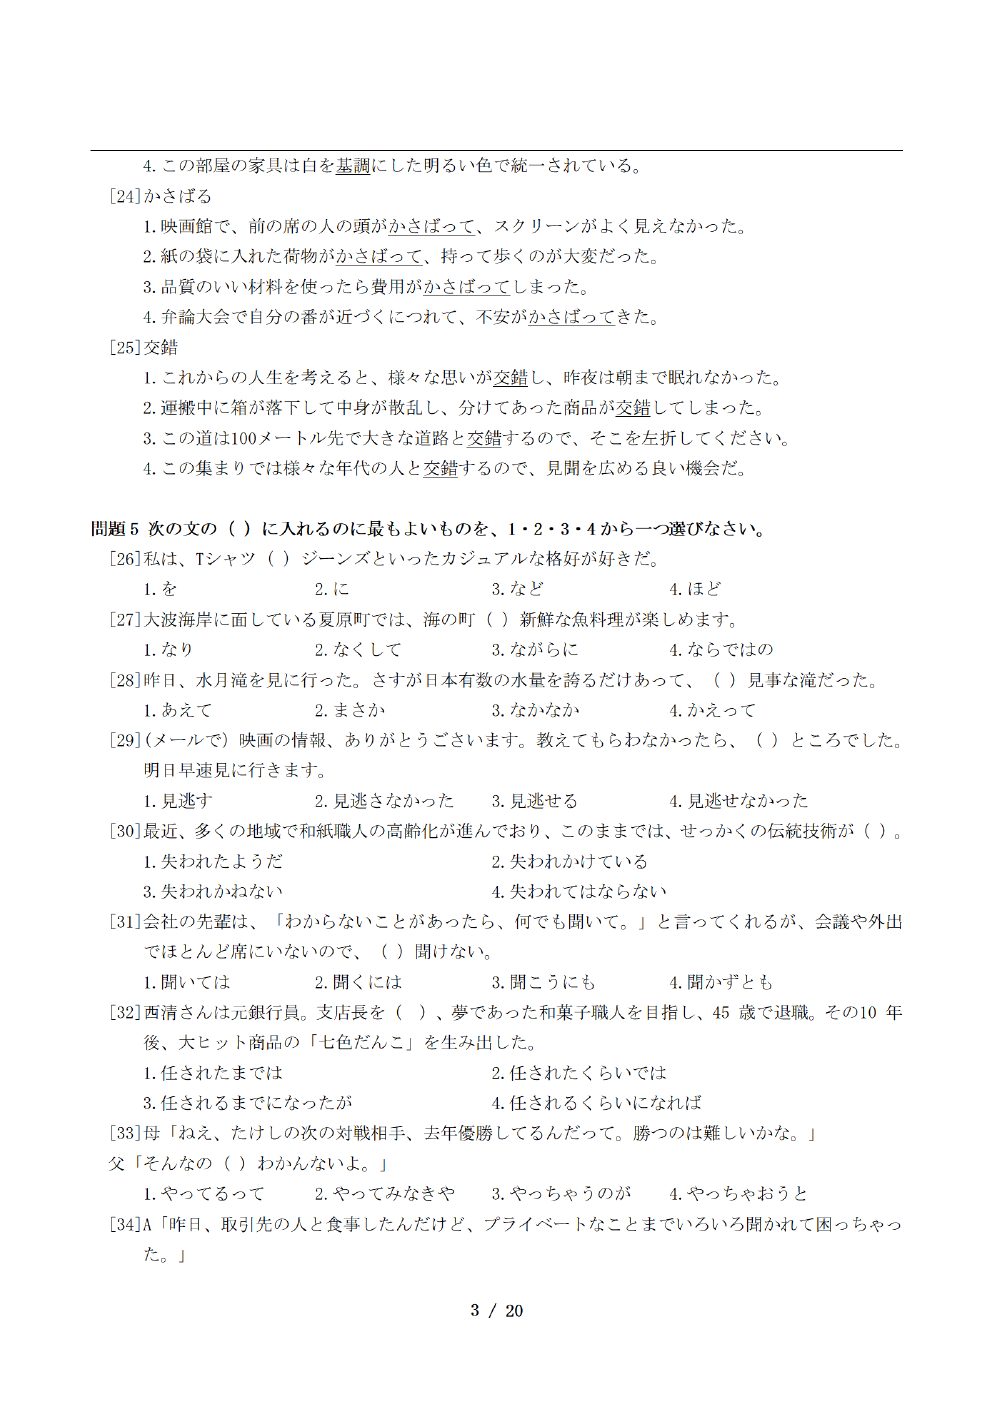 4.この部屋の家具は白を基調にした明るい色で統一されている。
[24]かさばる
1.映画館で、前の席の人の頭がかさばって、スクリーンがよく見えなかった。
2.紙の袋に入れた荷物がかさばって、持って歩くのが大変だった。
3.品質のいい材料を使ったら費用がかさばってしまった。
4.弁論大会で自分の番が近づくにつれて、不安がかさばってきた。
[25]交錯
1.これからの人生を考えると、様々な思いが交錯し、昨夜は朝まで眠れなかった。
2.運搬中に箱が落下して中身が散乱し、分けてあった商品が交錯してしまった。
3.この道は100メートル先で大きな道路と交錯するので、そこを左折してください。
4.この集まりでは様々な年代の人と交錯するので、見聞を広める良い機会だ。
問題5 次の文の（ ）に入れるのに最もよいものを、1・2・3・4から一つ選びなさい。
[26]私は、Tシャツ（ ）ジーンズといったカジュアルな格好が好きだ。
1.を 2.に 3.など 4.ほど
[27]大波海岸に面している夏原町では、海の町（ ）新鮮な魚料理が楽しめます。
1.なり 2.なくして 3.ながらに 4.ならではの
[28]昨日、水月滝を見に行った。さすが日本有数の水量を誇るだけあって、（ ）見事な滝だった。
1.あえて 2.まさか 3.なかなか 4.かえって
[29](メールで）映画の情報、ありがとうごさいます。教えてもらわなかったら、（ ）ところでした。
明日早速見に行きます。
1.見逃す 2.見逃さなかった 3.見逃せる 4.見逃せなかった
[30]最近、多くの地域で和紙職人の高齢化が進んでおり、このままでは、せっかくの伝統技術が（ ）。
1.失われたようだ 2.失われかけている
3.失われかねない 4.失われてはならない
[31]会社の先輩は、「わからないことがあったら、何でも聞いて。」と言ってくれるが、会議や外出
でほとんど席にいないので、（ ）聞けない。
1.聞いては 2.聞くには 3.聞こうにも 4.聞かずとも
[32]西清さんは元銀行員。支店長を（ ）、夢であった和菓子職人を目指し、45 歳で退職。その10 年
後、大ヒット商品の「七色だんこ」を生み出した。
1.任されたまでは 2.任されたくらいでは
3.任されるまでになったが 4.任されるくらいになれば
[33]母「ねえ、たけしの次の対戦相手、去年優勝してるんだって。勝つのは難しいかな。」
父「そんなの（ ）わかんないよ。」
1.やってるって 2.やってみなきや 3.やっちゃうのが 4.やっちゃおうと
[34]A「昨日、取引先の人と食事したんだけど、プライベートなことまでいろいろ聞かれて困っちゃっ
た。」
3 / 20